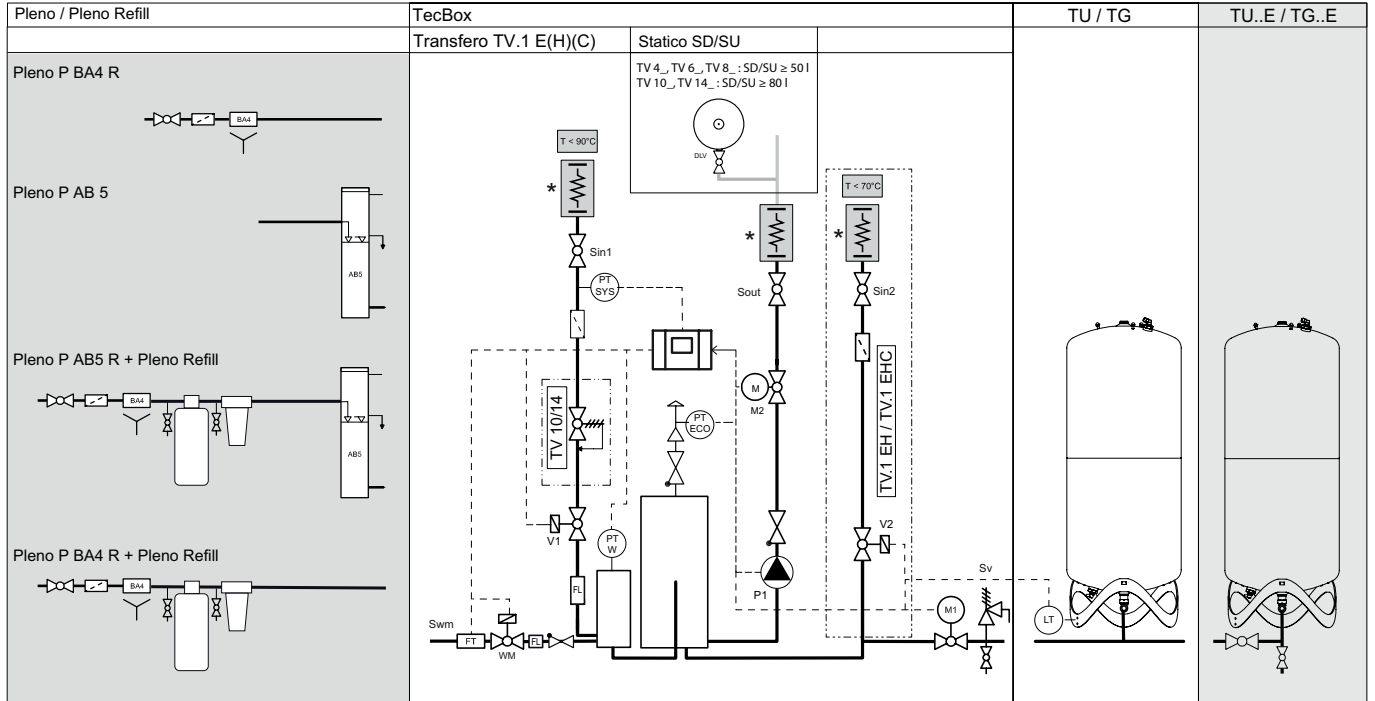 Pleno / Pleno Refill
TecBox
TU / TG
TU..E / TG..E
Transfero TV.1 E(H)(C)
Statico SD/SU
Pleno P BA4 R
BA4
Pleno P AB 5
AB5
Pleno P AB5 R + Pleno Refill
BA4
AB5
Pleno P BA4 R + Pleno Refill
BA4
TV 4_, TV 6_, TV 8_ : SD/SU ≥ 50 l
TV 10_, TV 14_ : SD/SU ≥ 80 l
DLV
T < 90°C
T < 70°C
*
*
*
Sin1
Sout
Sin2
PT
SYS
M
M2
TV 10/14
PT
ECO
TV.1 EH / TV.1 EHC
V1
PT
W
V2
P1
FL
Sv
Swm
FT
WM
FL
M1
LT